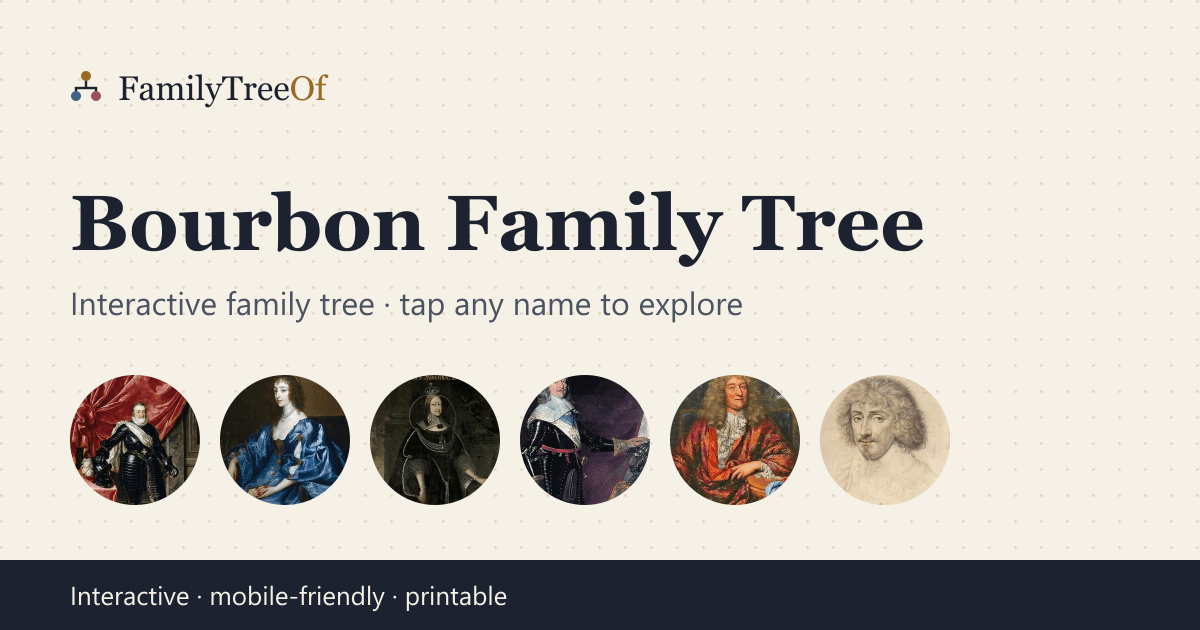 FamilyTreeOf
Bourbon Family Tree
Interactive family tree · tap any name to explore
Interactive · mobile-friendly · printable